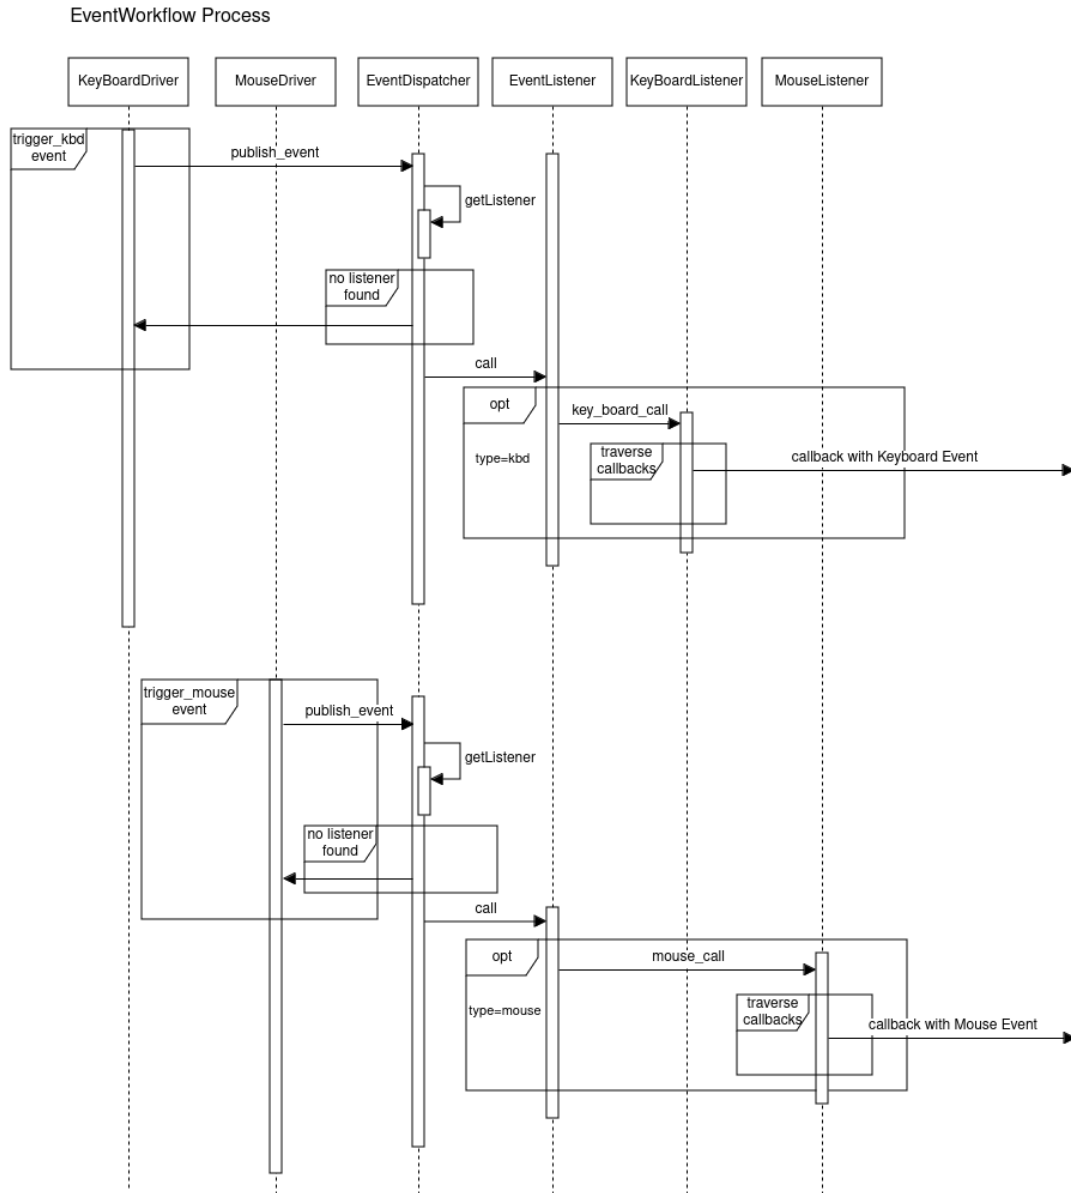 EventWorkflow Process
KeyBoardDriver
MouseDriver
EventDispatcher
EventListener
KeyBoardListener
MouseListener
trigger_kbd
event
publish_event
getListener
no listener
found
call
opt
key_board_call
type=kbd
traverse
callbacks
callback with Keyboard Event
trigger_mouse
event
publish_event
getListener
no listener
found
call
opt
mouse_call
type=mouse
traverse
callbacks
callback with Mouse Event